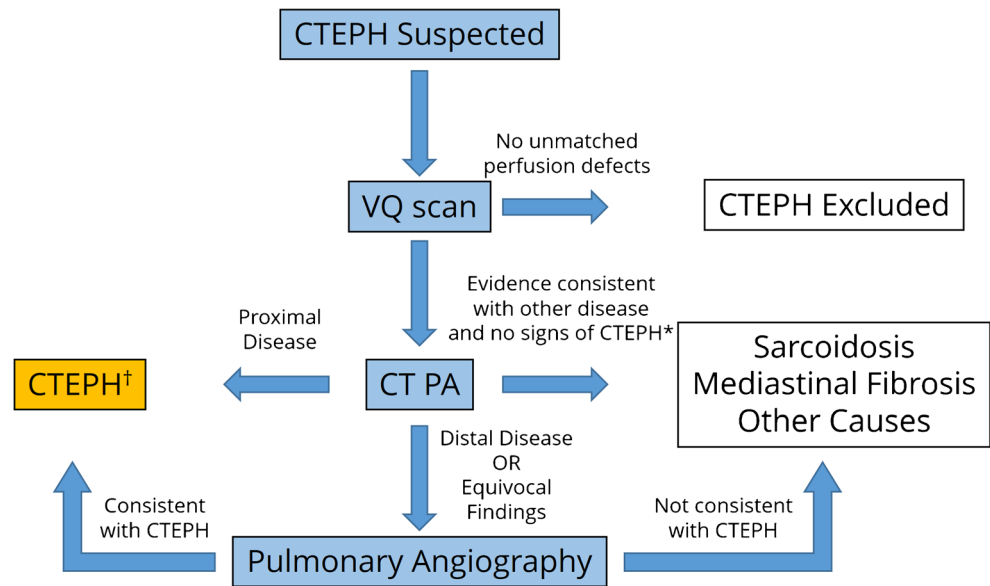 CTEPH Suspected
No unmatched
perfusion defects
VQ scan
CTEPH Excluded
Evidence consistent
with other disease
and no signs of CTEPH*
Proximal
Disease
CTEPH†
CT PA
Sarcoidosis
Mediastinal Fibrosis
Other Causes
Distal Disease
OR
Equivocal
Findings
Consistent
with CTEPH
Not consistent
with CTEPH
Pulmonary Angiography